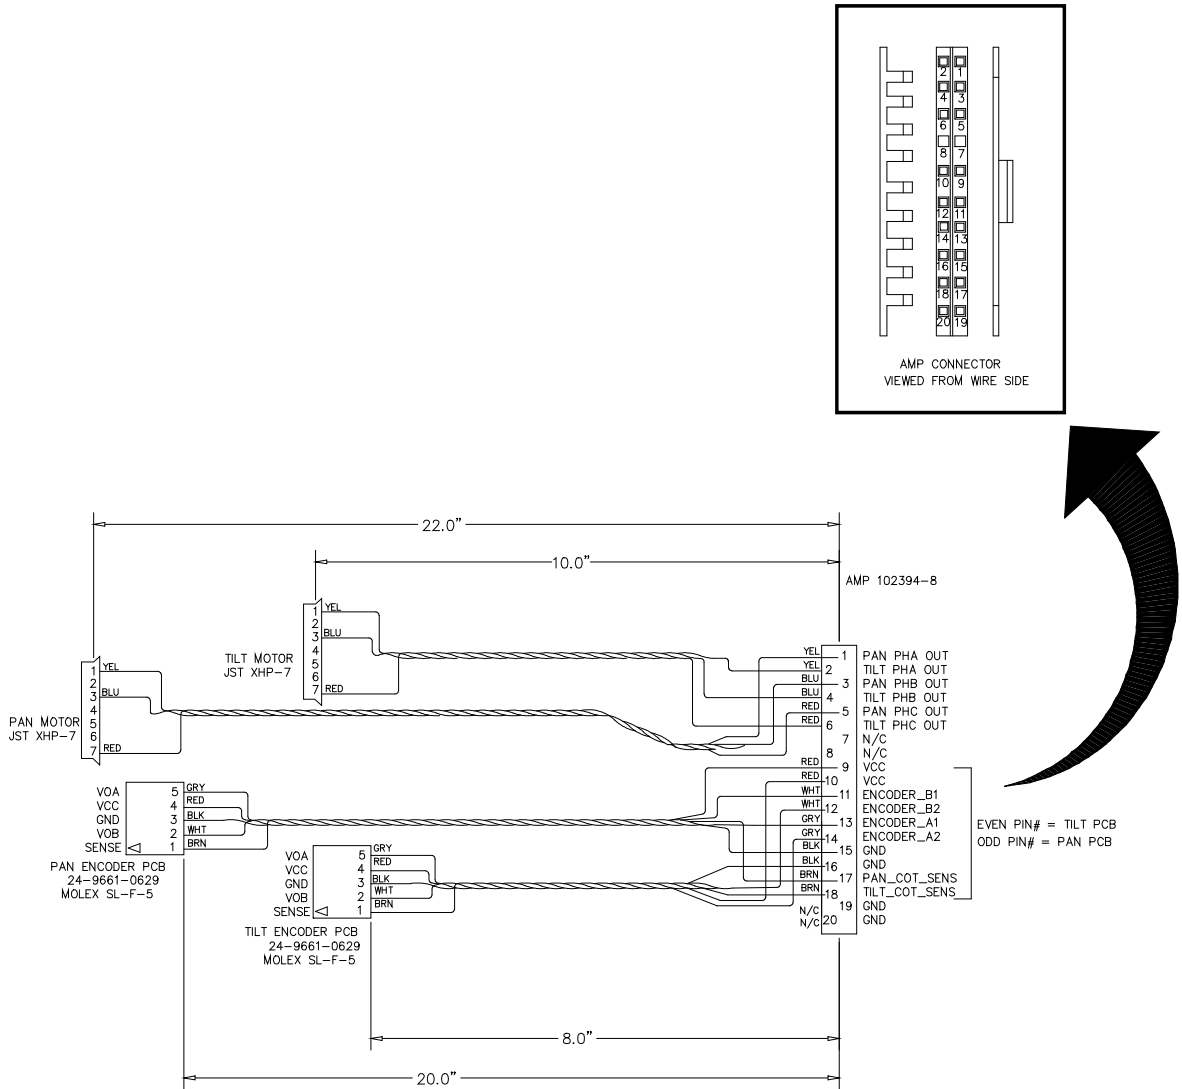 2 1
4 3
6 5
8 7
10 9
12 11
14 13
16 15
18 17
20 19
AMP CONNECTOR
VIEWED FROM WIRE SIDE
22.0”
10.0”
AMP 102394-8
1 YEL
2
3 BLU
4
5
6
7 RED
TILT MOTOR
JST XHP-7
1 YEL
2
3 BLU
4
5
6
7 RED
PAN MOTOR
JST XHP-7
YEL 1 PAN PHA OUT
YEL 2 TILT PHA OUT
BLU 3 PAN PHB OUT
BLU 4 TILT PHB OUT
RED 5 PAN PHC OUT
RED 6 TILT PHC OUT
7 N/C
8 N/C
RED 9 VCC
RED 10 VCC
WHT 11 ENCODER_B1
WHT 12 ENCODER_B2
GRY 13 ENCODER_A1
GRY 14 ENCODER_A2
BLK 15 GND
BLK 16 GND
BRN 17 PAN_COT_SENS
BRN 18 TILT_COT_SENS
N/C 19 GND
N/C 20 GND
EVEN PIN# = TILT PCB
ODD PIN# = PAN PCB
VOA 5 GRY
VCC 4 RED
GND 3 BLK
VOB 2 WHT
SENSE 1 BRN
PAN ENCODER PCB
24-9661-0629
MOLEX SL-F-5
VOA 5 GRY
VCC 4 RED
GND 3 BLK
VOB 2 WHT
SENSE 1 BRN
TILT ENCODER PCB
24-9661-0629
MOLEX SL-F-5
8.0”
20.0”